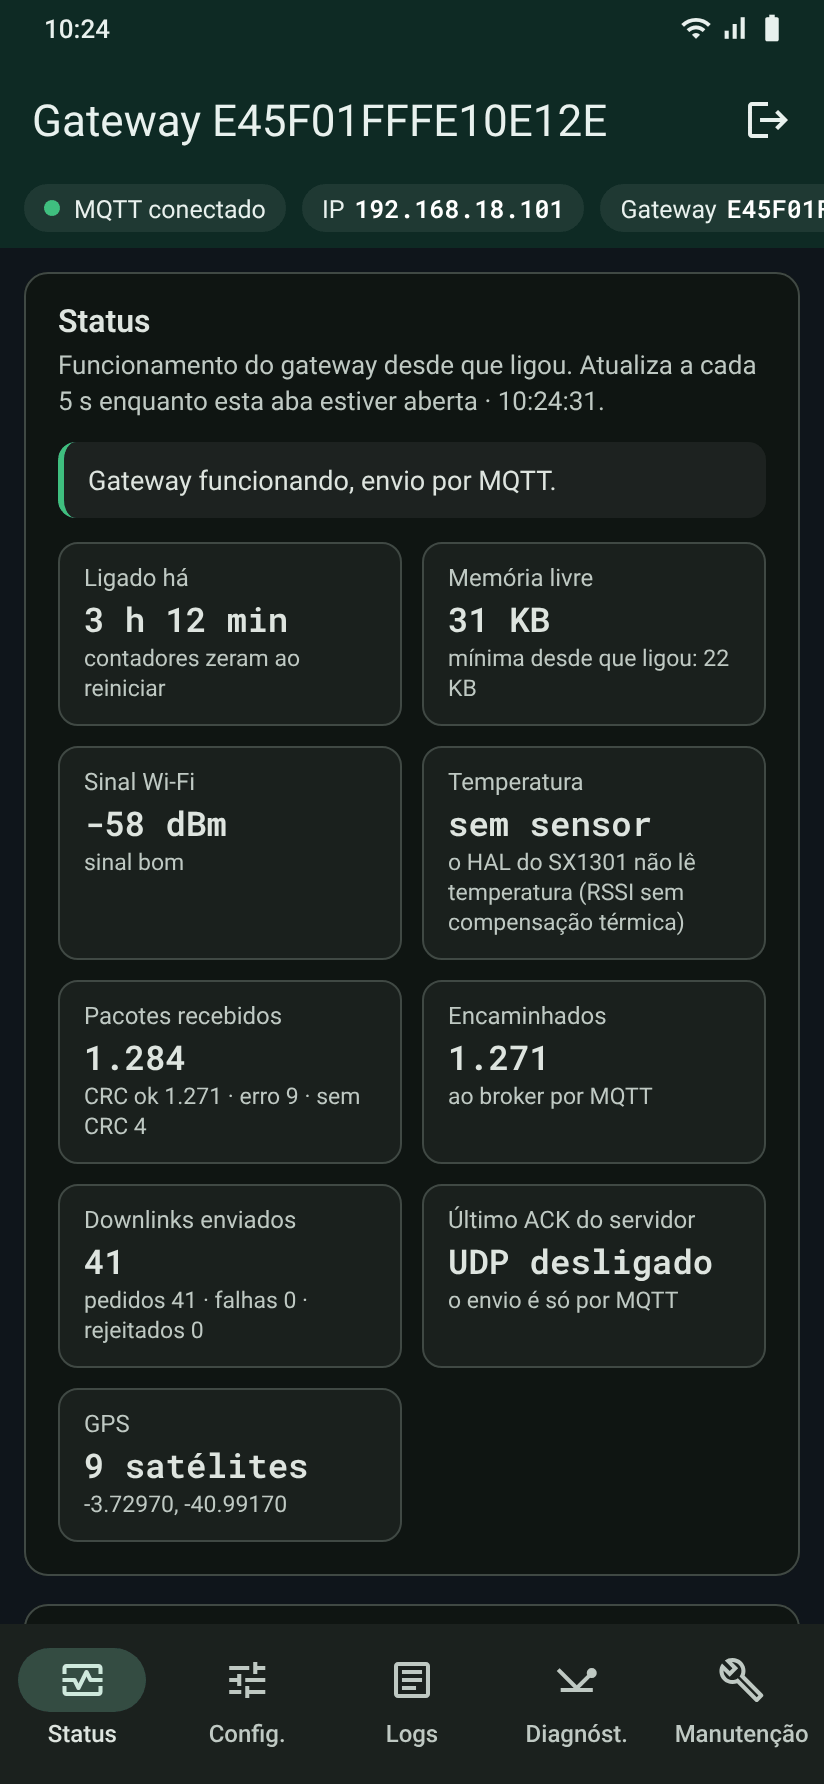 10:24
Gateway E45F01FFFE10E12E
MQTT conectado
IP 192.168.18.101
Gateway E45F01F
Status
Funcionamento do gateway desde que ligou. Atualiza a cada
5 s enquanto esta aba estiver aberta · 10:24:31.
Gateway funcionando, envio por MQTT.
Ligado há
3 h 12 min
contadores zeram ao
reiniciar
Memória livre
31 KB
mínima desde que ligou: 22
KB
Sinal Wi-Fi
-58 dBm
sinal bom
Temperatura
sem sensor
o HAL do SX1301 não lê
temperatura (RSSI sem
compensação térmica)
Pacotes recebidos
1.284
CRC ok 1.271 · erro 9 · sem
CRC 4
Encaminhados
1.271
ao broker por MQTT
Downlinks enviados
41
pedidos 41 · falhas 0 ·
rejeitados 0
Último ACK do servidor
UDP desligado
o envio é só por MQTT
GPS
9 satélites
-3.72970, -40.99170
Status
Config.
Logs
Diagnóst.
Manutenção